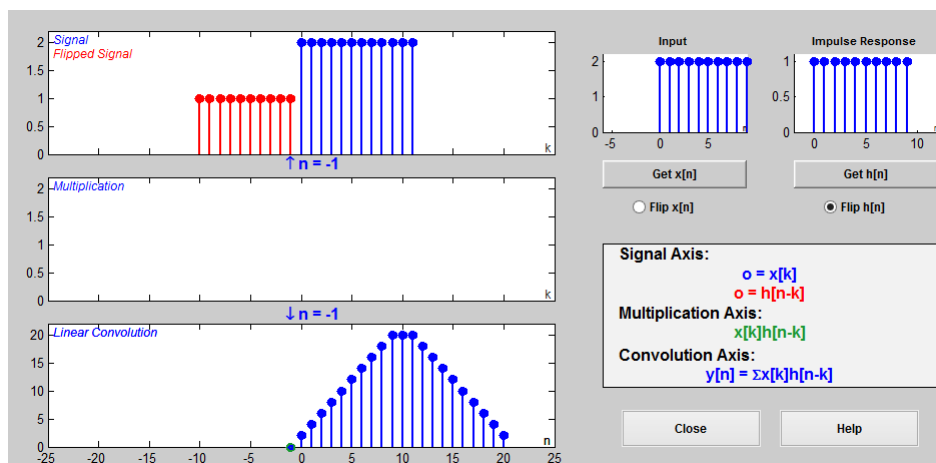 Signal
Flipped Signal
2
1.5
1
0.5
0
k
↑ n = -1
Multiplication
2
1.5
1
0.5
0
k
↓ n = -1
Linear Convolution
20
15
10
5
0
n
-25 -20 -15 -10 -5 0 5 10 15 20 25
Input
2
1
0
-5 0 5
n
Impulse Response
1
0.5
0
0 5 10
Get x[n]
Get h[n]
Flip x[n]
Flip h[n]
Signal Axis:
o = x[k]
o = h[n-k]
Multiplication Axis:
x[k]h[n-k]
Convolution Axis:
y[n] = Σx[k]h[n-k]
Close
Help